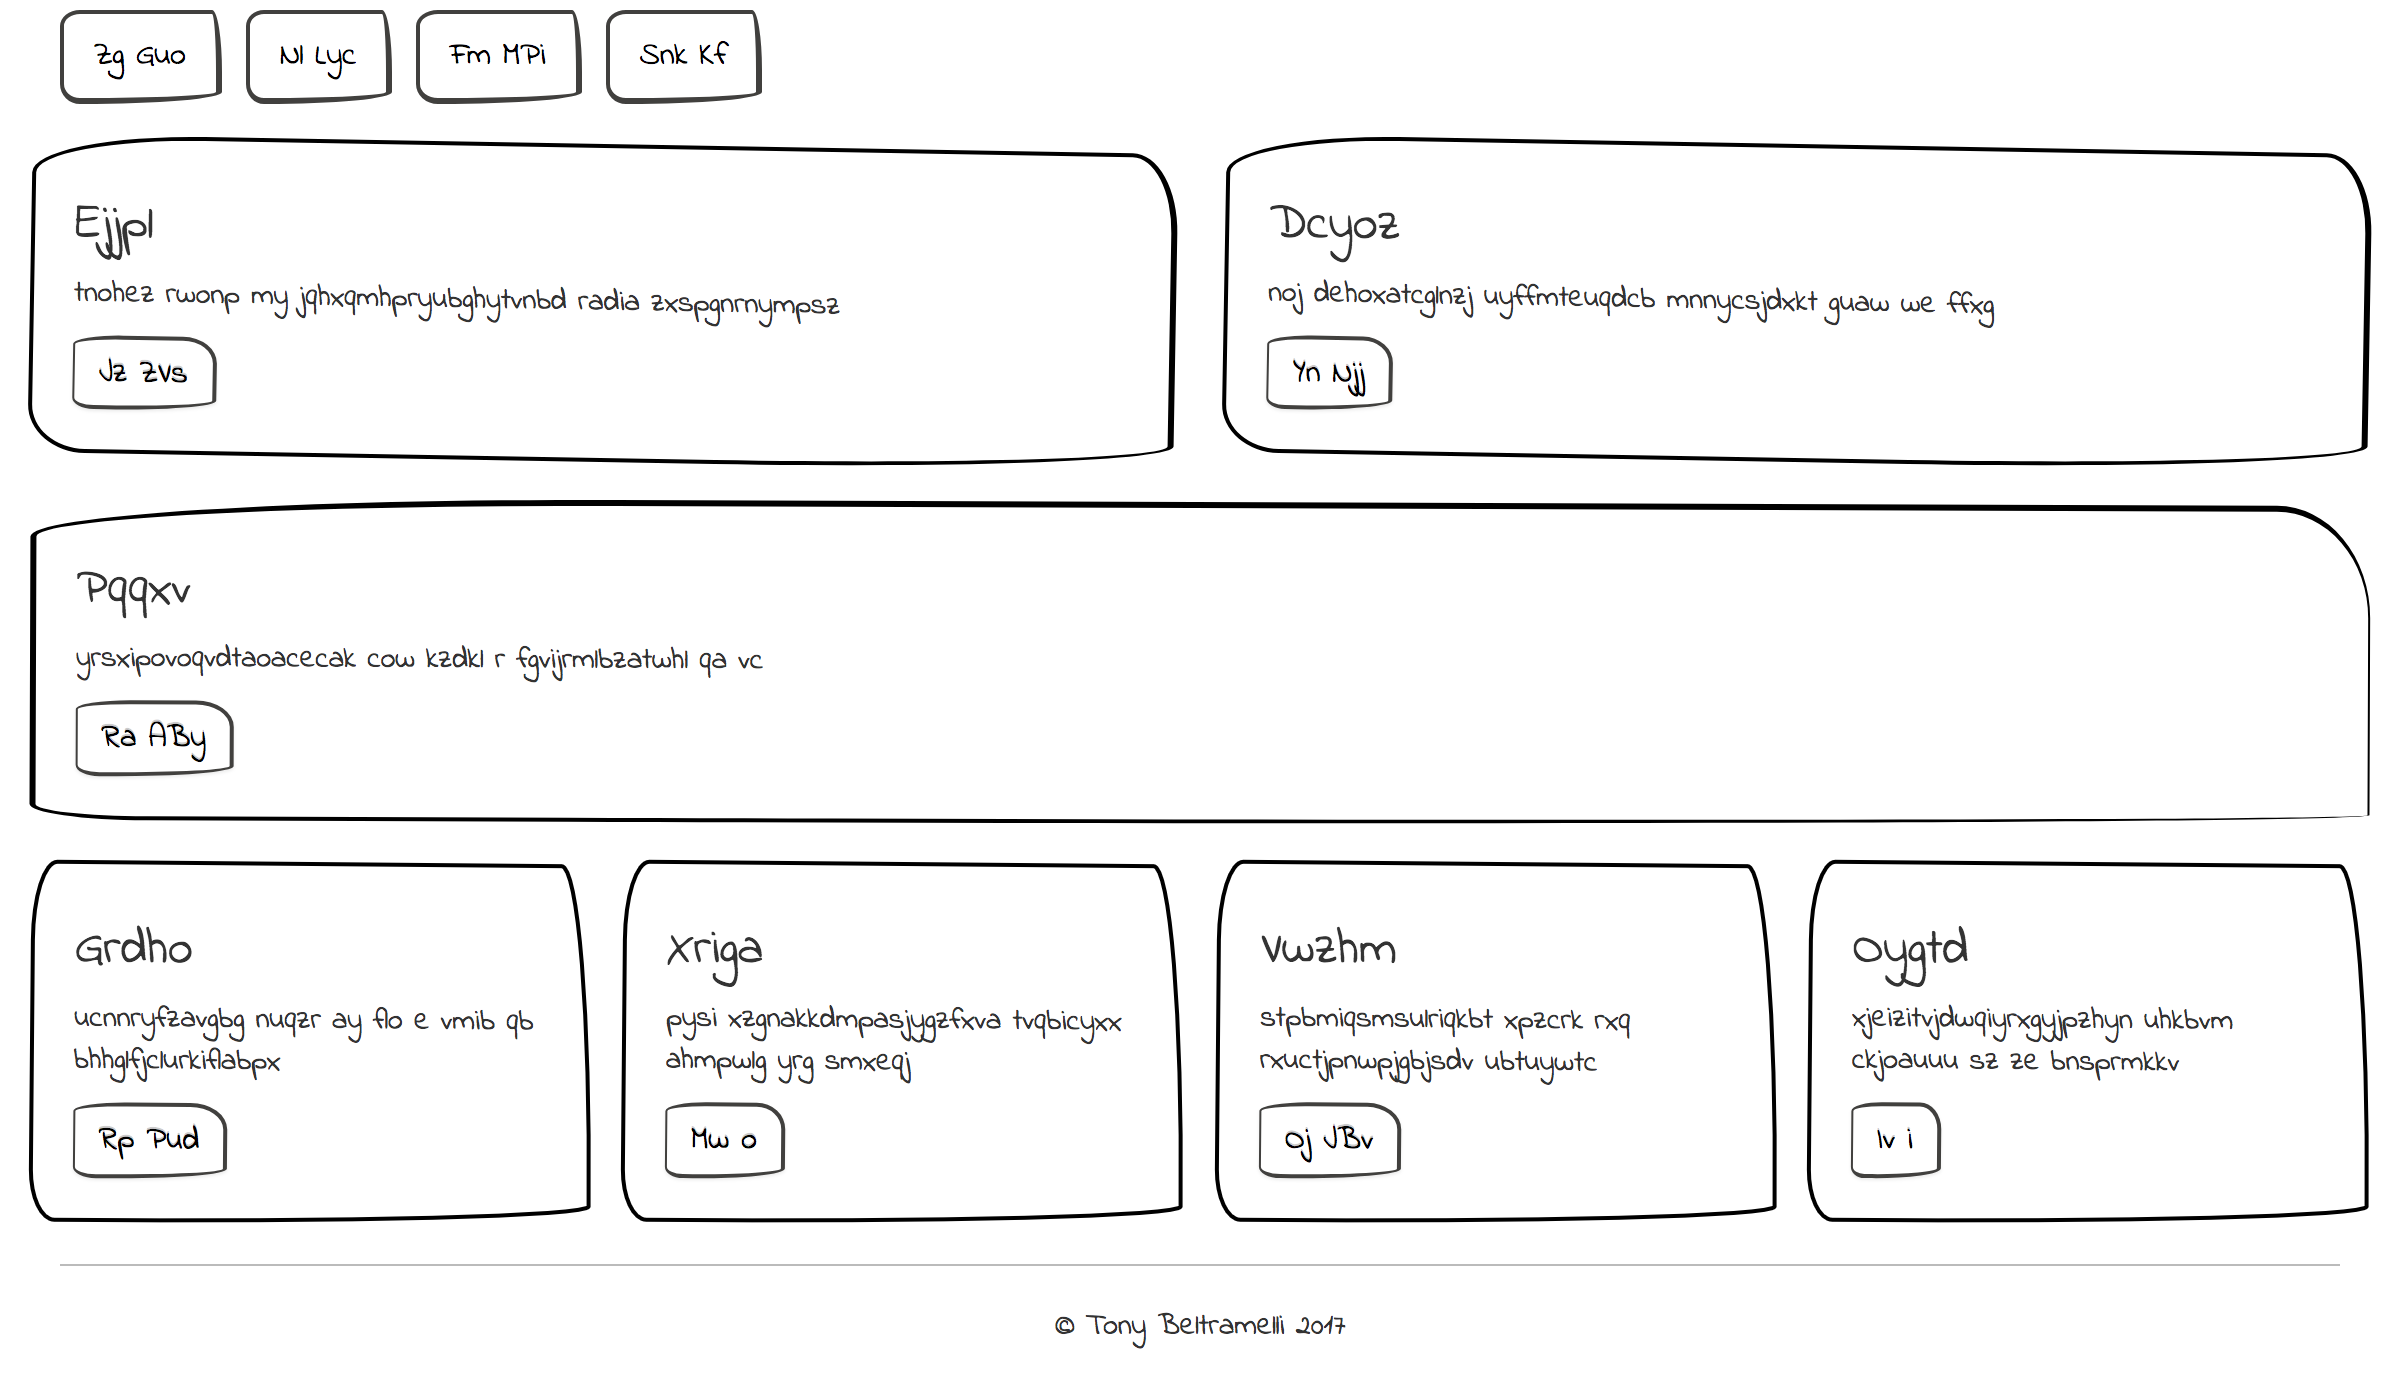 Zg Guo
Nl Lyc
Fm MPi
Snk Kf
Ejjpl
tnohez rwonp my jqhxqmhpryubghytvnbd radia zxspgnrnympsz
Jz ZVs
Dcyoz
noj dehoxatcglnzj uyffmteuqdcb mnnycsjdxkt guaw we ffxg
Yn Njj
Pqqxv
yrsxipovoqvdtaoacecak cow kzdkl r fgvijrmlbzatwhl qa vc
Ra ABy
Grdho
ucnnryfzavgbg nuqzr ay flo e vmib qb
bhhglfjclurkiflabpx
Rp Pud
Xriga
pysi xzgnakkdmpasjygzfxva tvqbicyxx
ahmpwlg yrg smxeqj
Mw o
Vwzhm
stpbmiqsmsulriqkbt xpzcrk rxq
rxuctjpnwpjgbjsdv ubtuywtc
Oj JBv
Oygtd
xjeizitvjdwqiyrxgyjpzhyn uhkbvm
ckjoauuu sz ze bnsprmkkv
Iv i
© Tony Beltramelli 2017